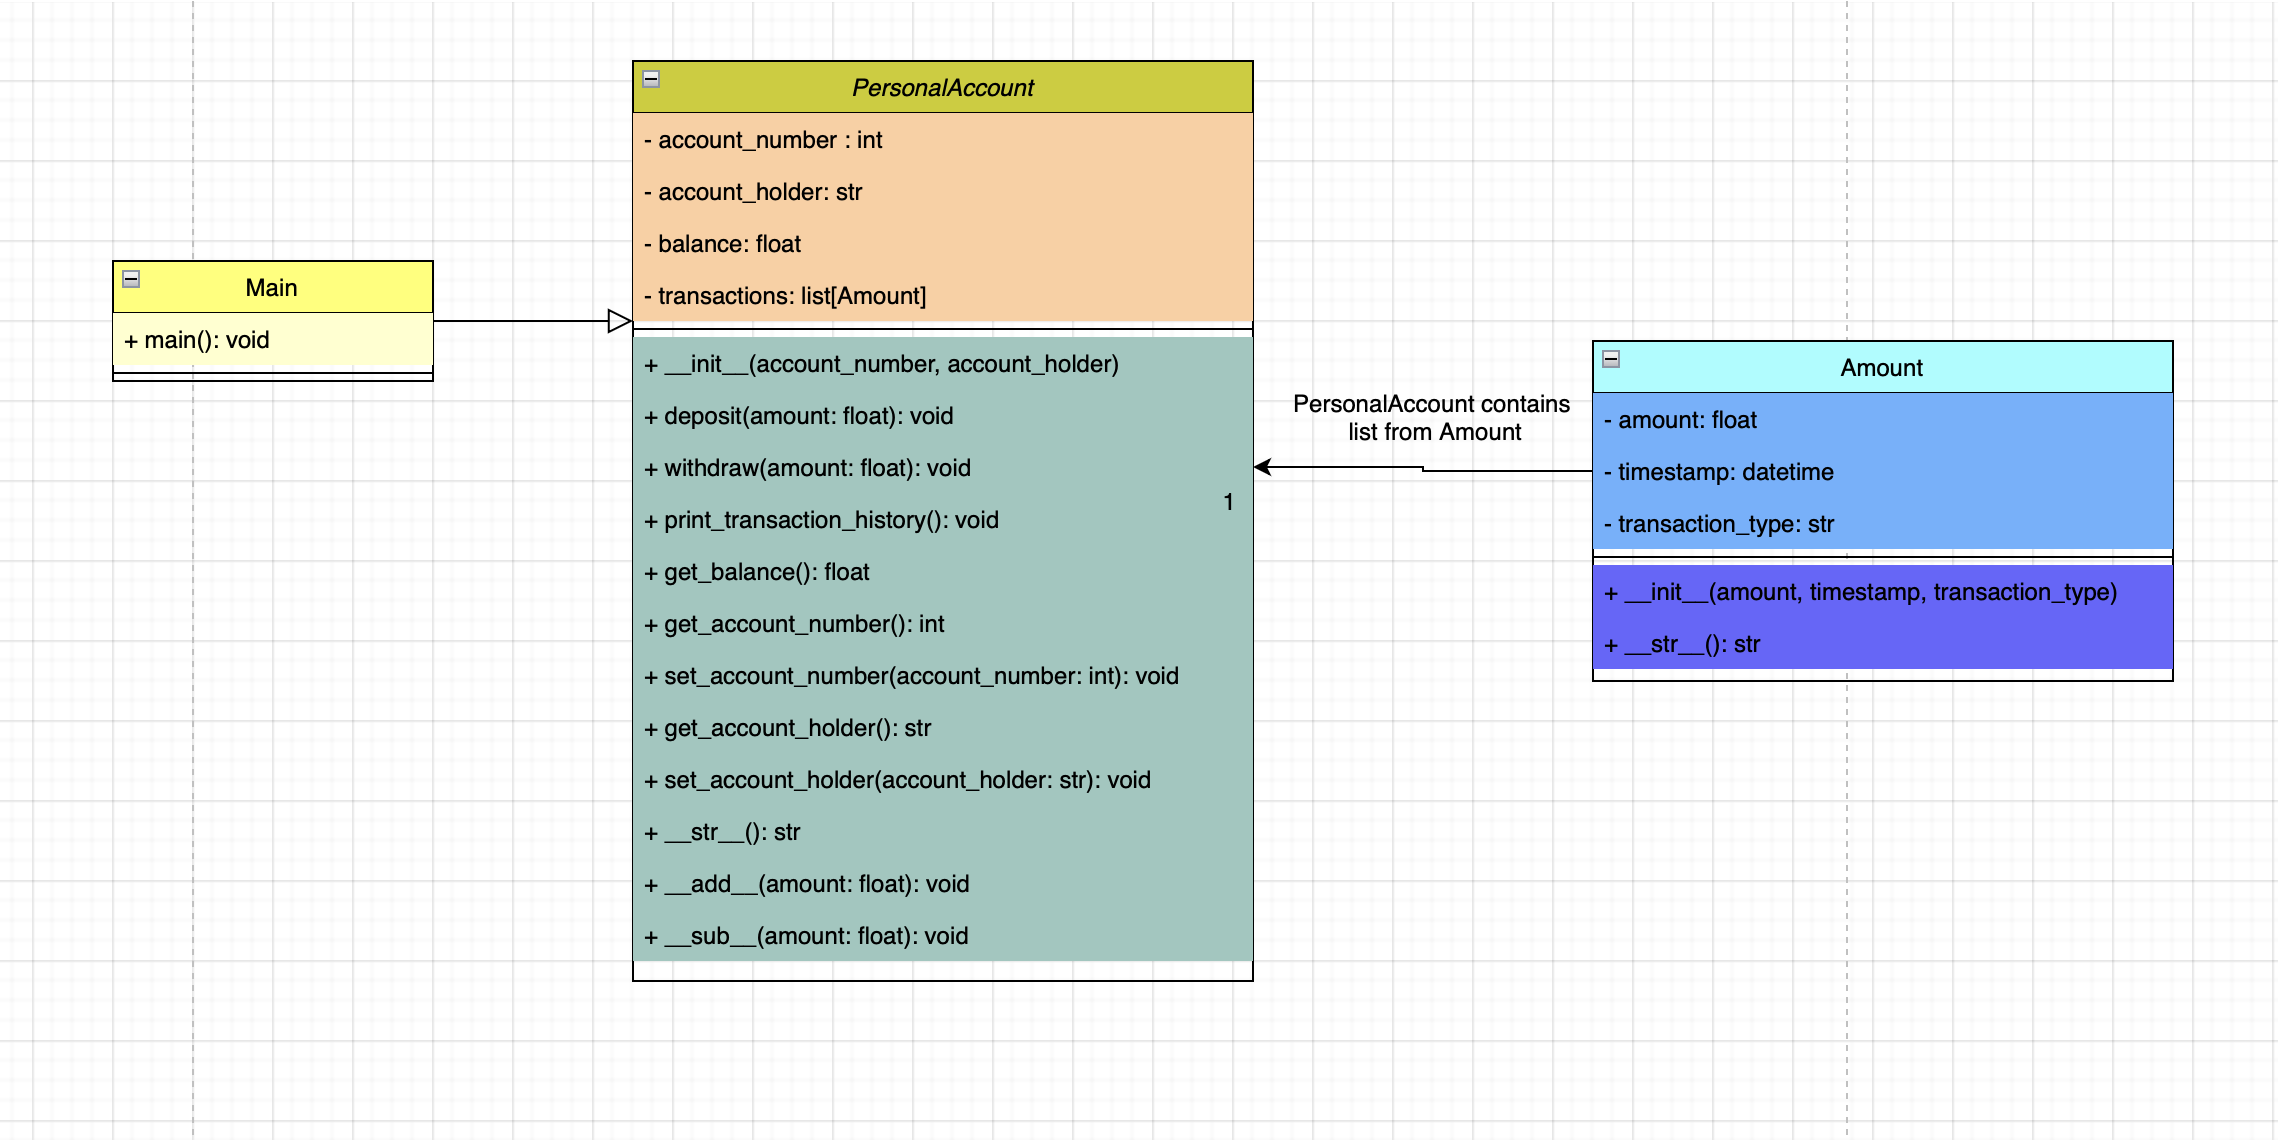 Main
+ main(): void
PersonalAccount
- account_number : int
- account_holder: str
- balance: float
- transactions: list[Amount]
+ __init__(account_number, account_holder)
+ deposit(amount: float): void
+ withdraw(amount: float): void
+ print_transaction_history(): void
+ get_balance(): float
+ get_account_number(): int
+ set_account_number(account_number: int): void
+ get_account_holder(): str
+ set_account_holder(account_holder: str): void
+ __str__(): str
+ __add__(amount: float): void
+ __sub__(amount: float): void
1
PersonalAccount contains
list from Amount
Amount
- amount: float
- timestamp: datetime
- transaction_type: str
+ __init__(amount, timestamp, transaction_type)
+ __str__(): str